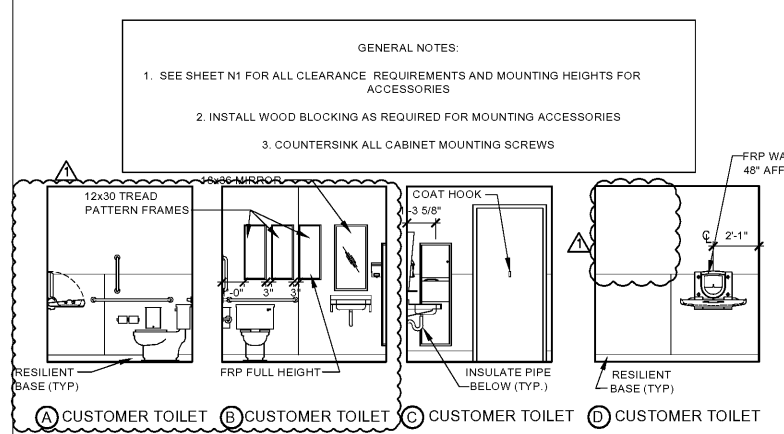 GENERAL NOTES:
1. SEE SHEET N1 FOR ALL CLEARANCE REQUIREMENTS AND MOUNTING HEIGHTS FOR
ACCESSORIES
2. INSTALL WOOD BLOCKING AS REQUIRED FOR MOUNTING ACCESSORIES
3. COUNTERSINK ALL CABINET MOUNTING SCREWS
FRP WA
48" AFF
1
18x36 MIRROR
12x30 TREAD
PATTERN FRAMES
COAT HOOK
-3 5/8"
1
2'-1"
-0"
3"
3"
RESILIENT
BASE (TYP)
FRP FULL HEIGHT
INSULATE PIPE
BELOW (TYP.)
RESILIENT
BASE (TYP)
A CUSTOMER TOILET
B CUSTOMER TOILET
C CUSTOMER TOILET
D CUSTOMER TOILET